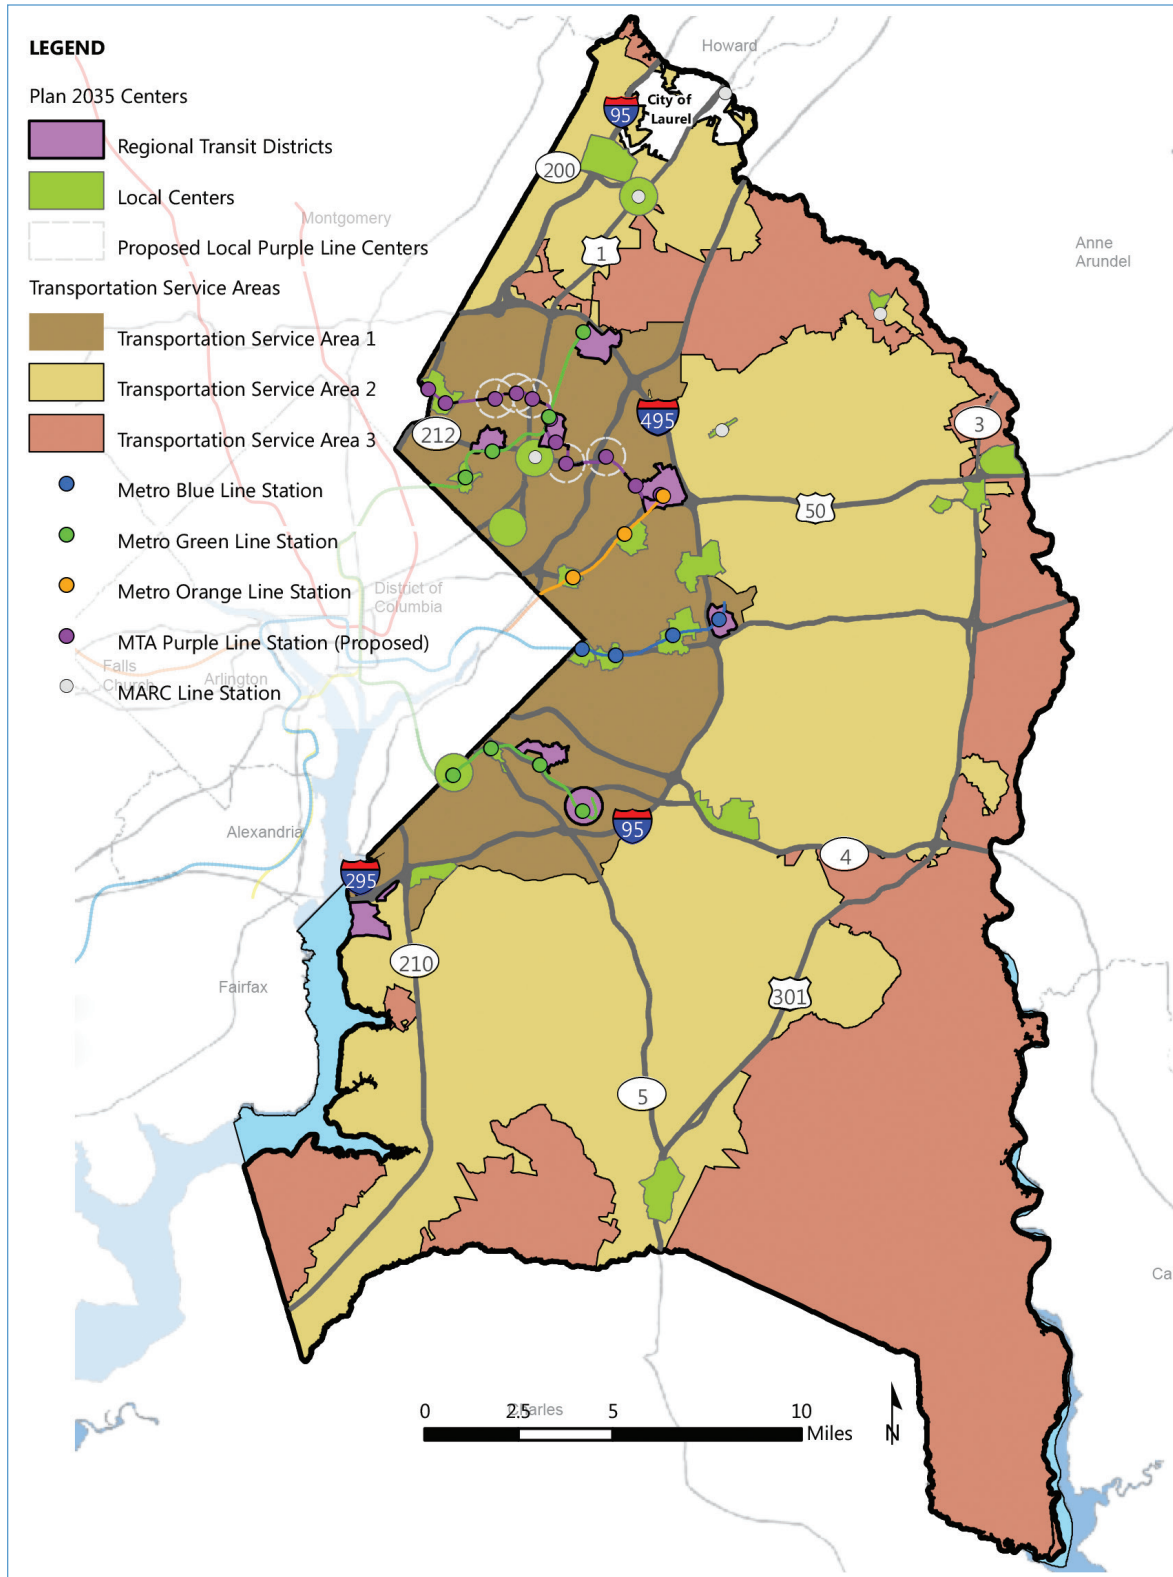 LEGEND
Plan 2035 Centers
Regional Transit Districts
Local Centers
Proposed Local Purple Line Centers
Transportation Service Areas
Transportation Service Area 1
Transportation Service Area 2
Transportation Service Area 3
Metro Blue Line Station
Metro Green Line Station
Metro Orange Line Station
MTA Purple Line Station (Proposed)
MARC Line Station
Howard
City of
Laurel
95
200
Montgomery
1
Anne
Arundel
212
495
3
50
District of
Columbia
Falls
Church
Arlington
Alexandria
95
4
295
210
Fairfax
301
5
Ca
Charles
0
2.5
5
10
Miles
N